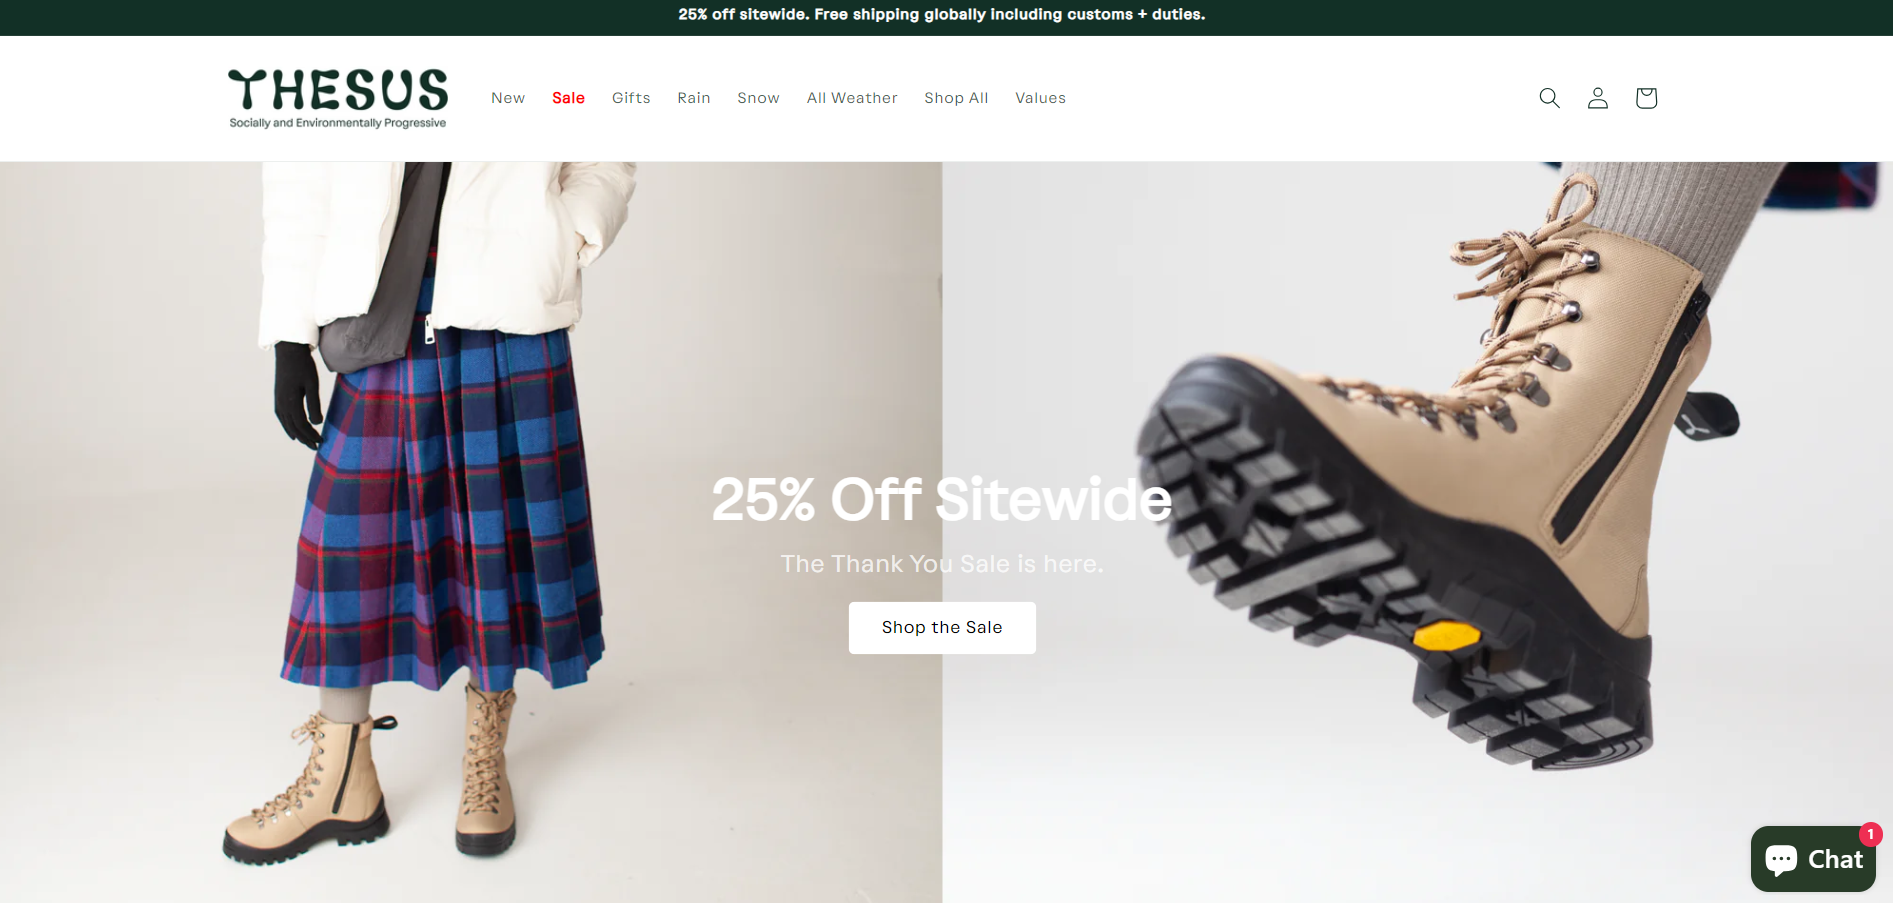 25% off sitewide. Free shipping globally including customs + duties.
THESUS
Socially and Environmentally Progressive
New Sale Gifts Rain Snow All Weather Shop All Values
25% Off Sitewide
The Thank You Sale is here.
Shop the Sale
1
Chat